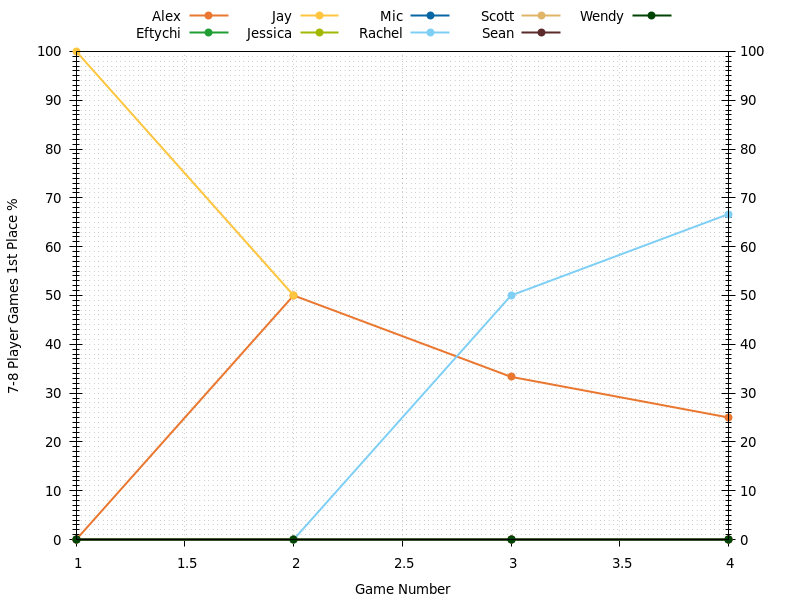 Alex Jay Mic Scott Wendy
Eftychi Jessica Rachel Sean
100 100
90 90
80 80
70 70
60 60
50 50
40 40
30 30
20 20
10 10
0 0
7-8 Player Games 1st Place %
1 1.5 2 2.5 3 3.5 4
Game Number